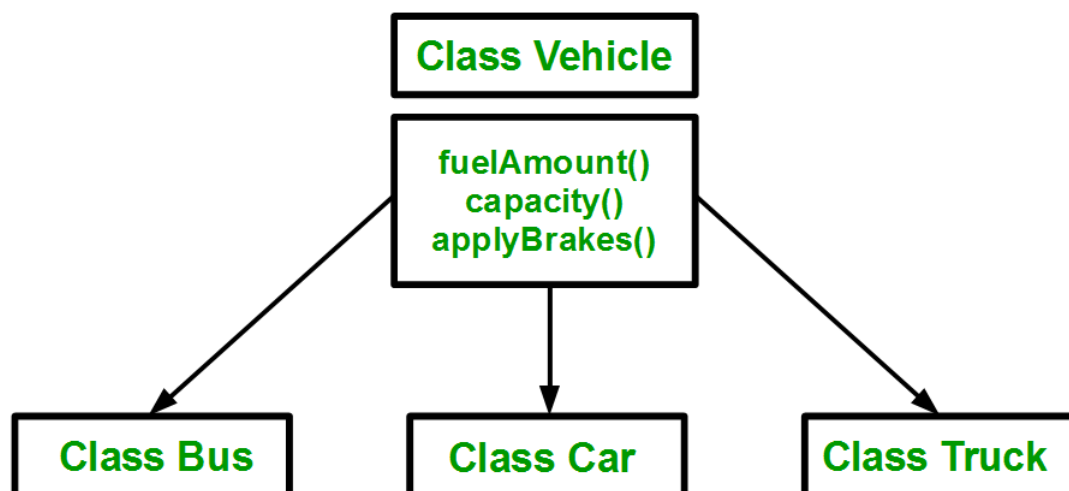 Class Vehicle
fuelAmount()
capacity()
applyBrakes()
Class Bus
Class Car
Class Truck